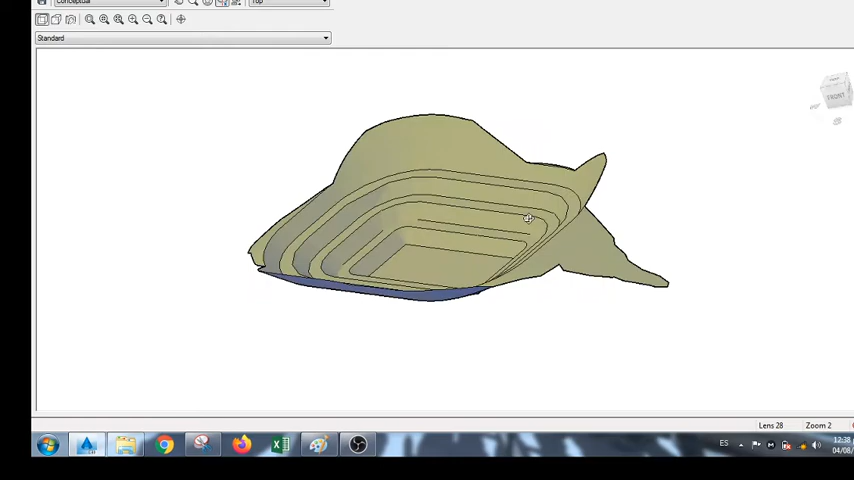 Conceptual
Top
Standard
FRONT
Lens 28
Zoom 2
ES
12:38
04/08/